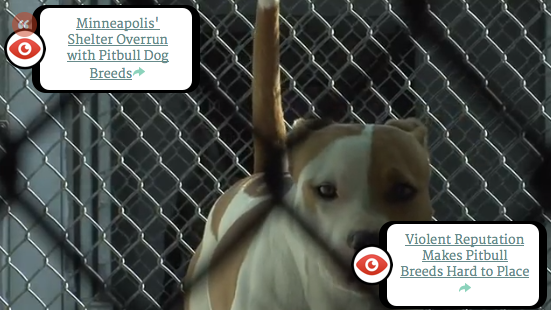 Minneapolis'
Shelter Overrun
with Pitbull Dog
Breeds
Violent Reputation
Makes Pitbull
Breeds Hard to Place